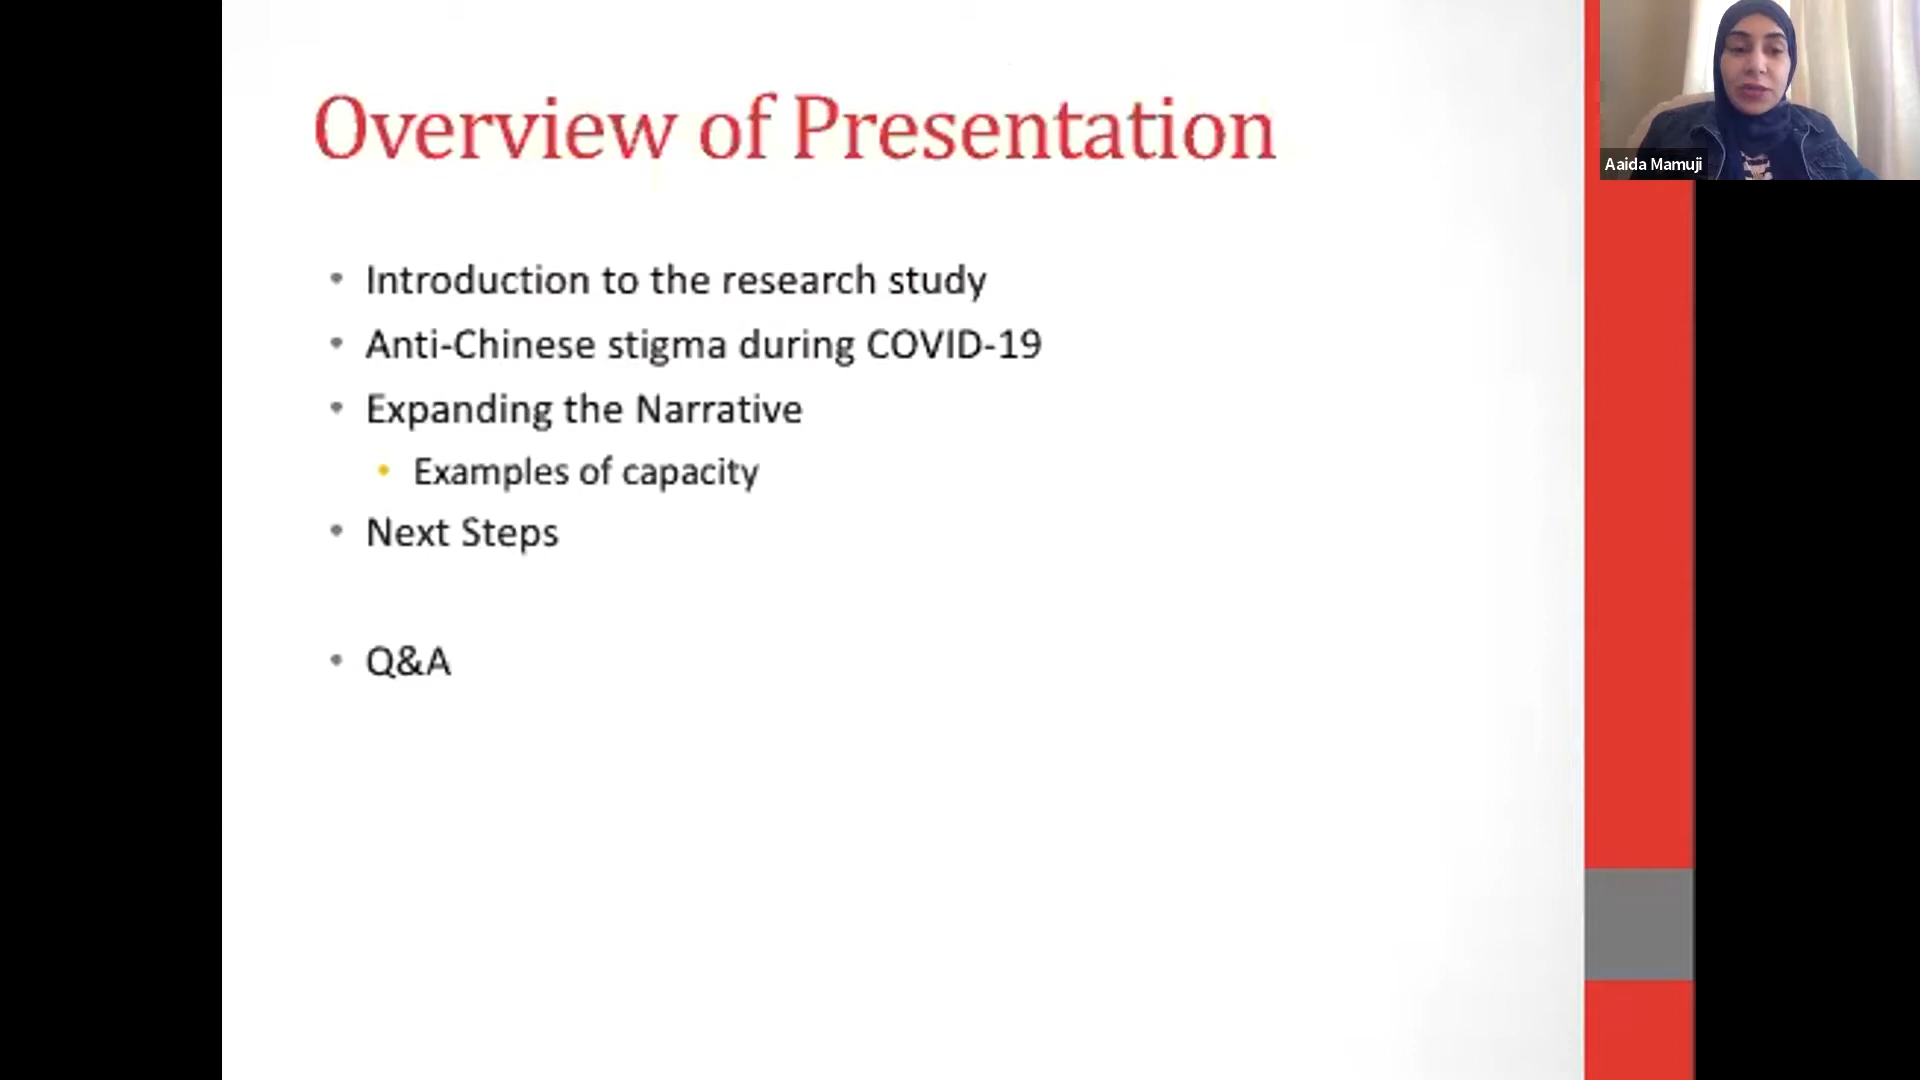 Overview of Presentation
Aaida Mamuji
• Introduction to the research study
• Anti-Chinese stigma during COVID-19
• Expanding the Narrative
• Examples of capacity
• Next Steps
• Q&A